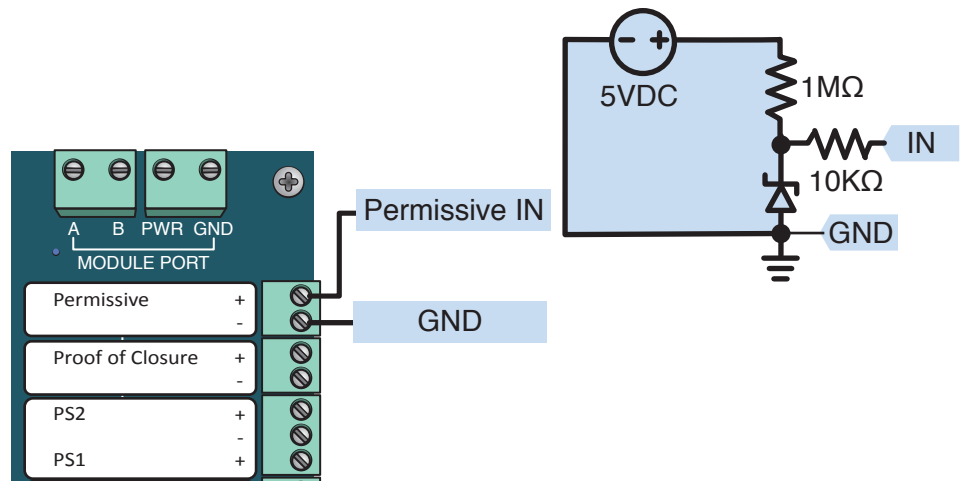 5VDC
- +
1MΩ
IN
10KΩ
GND
A B PWR GND
MODULE PORT
Permissive IN
Permissive +
-
GND
Proof of Closure +
-
PS2 +
-
PS1 +